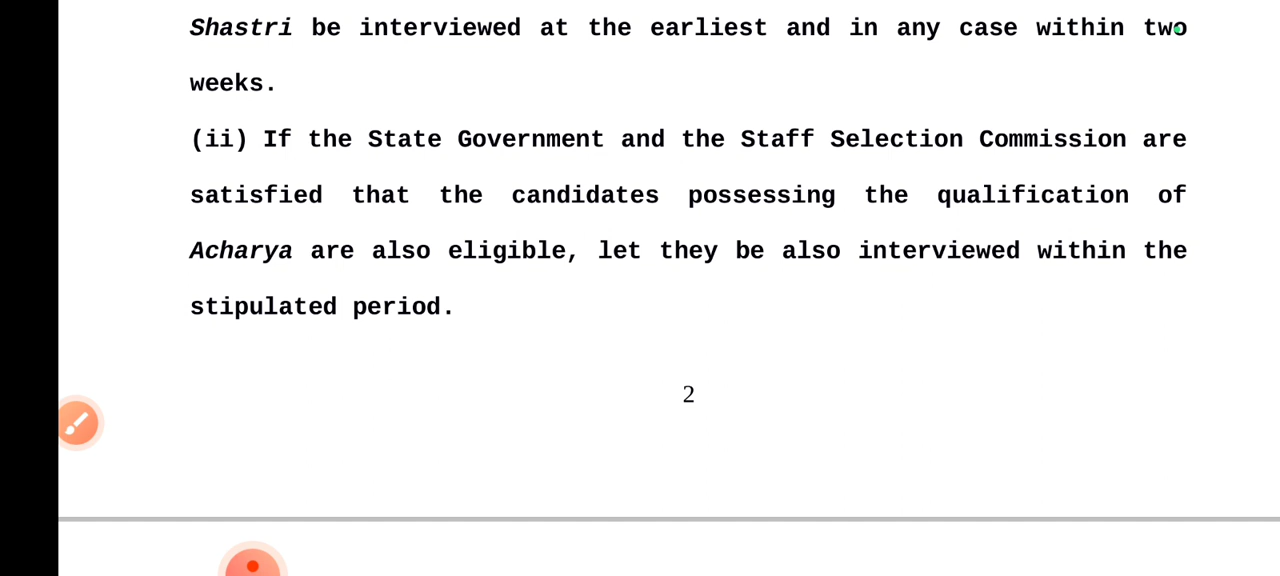 Shastri be interviewed at the earliest and in any case within two
weeks.
(ii) If the State Government and the Staff Selection Commission are
satisfied that the candidates possessing the qualification of
Acharya are also eligible, let they be also interviewed within the
stipulated period.
2